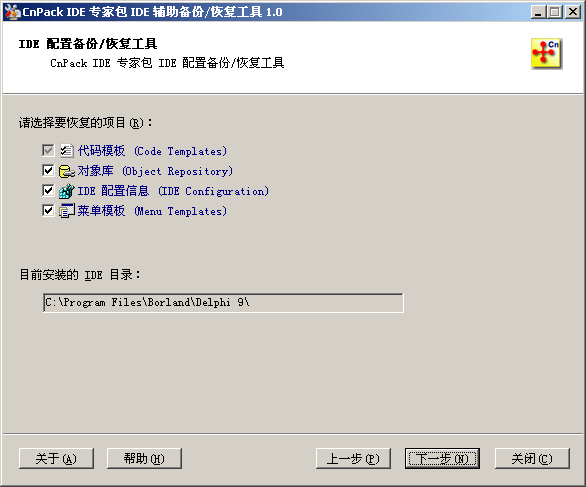 CnPack IDE 专家包 IDE 辅助备份/恢复工具 1.0
IDE 配置备份/恢复工具
CnPack IDE 专家包 IDE 配置备份/恢复工具
Cn
请选择要恢复的项目(R)：
代码模板 (Code Templates)
对象库 (Object Repository)
IDE 配置信息 (IDE Configuration)
菜单模板 (Menu Templates)
目前安装的 IDE 目录：
C:\Program Files\Borland\Delphi 9\
关于(A) 帮助(H) 上一步(P) 下一步(N) 关闭(C)